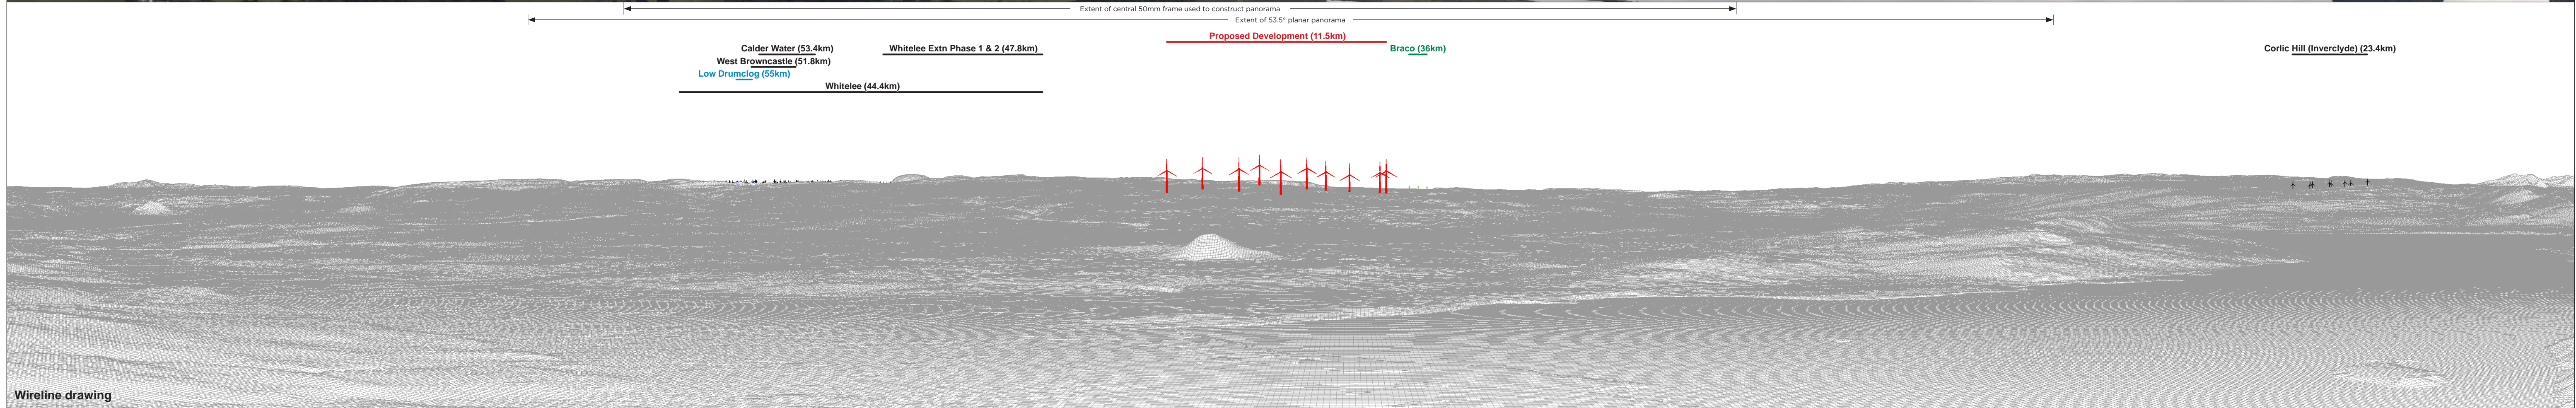 Extent of central 50mm frame used to construct panorama
Extent of 53.5° planar panorama
Proposed Development (11.5km)
Calder Water (53.4km)
Whitelee Extn Phase 1 & 2 (47.8km)
Braco (36km)
Corlic Hill (Inverclyde) (23.4km)
West Browncastle (51.8km)
Low Drumclog (55km)
Whitelee (44.4km)
Wireline drawing